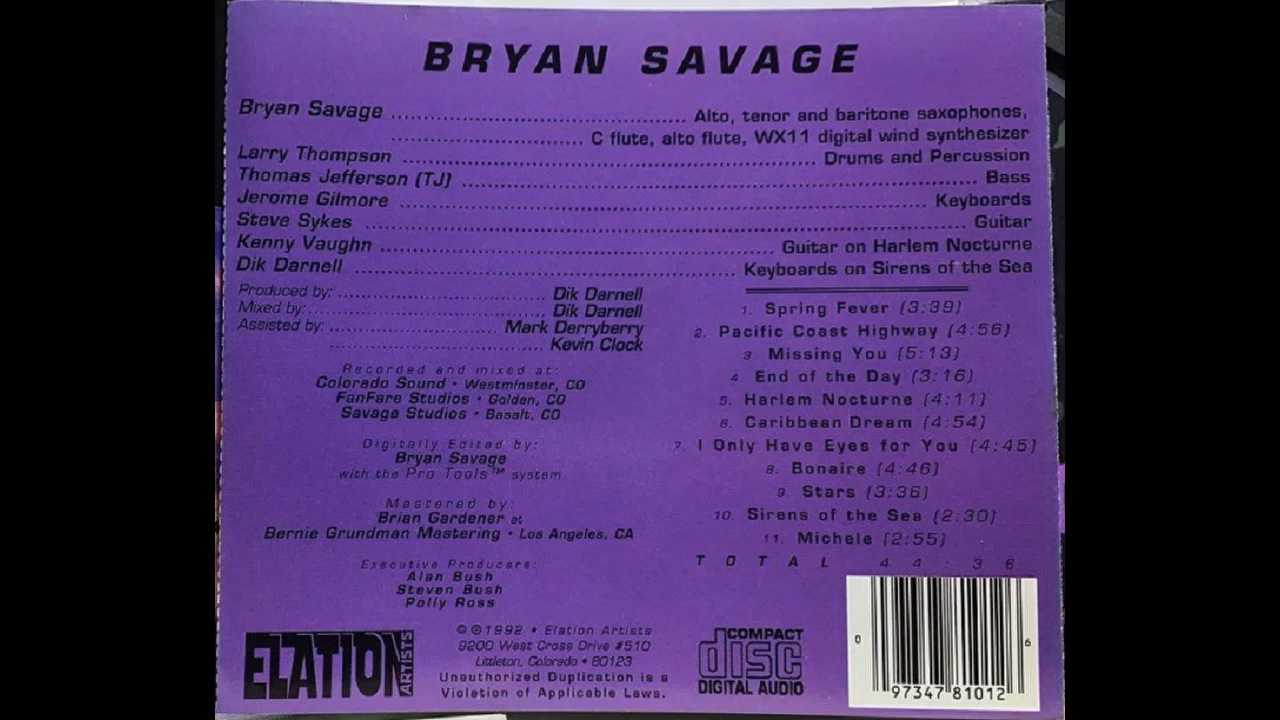 BRYAN SAVAGE
Bryan Savage ........ Alto, tenor and baritone saxophones,
........ C flute, alto flute, WX11 digital wind synthesizer
Larry Thompson ........ Drums and Percussion
Thomas Jefferson (TJ) ........ Bass
Jerome Gilmore ........ Keyboards
Steve Sykes ........ Guitar
Kenny Vaughn ........ Guitar on Harlem Nocturne
Dik Darnell ........ Keyboards on Sirens of the Sea
Produced by: ........ Dik Darnell
Mixed by: ........ Dik Darnell
Assisted by: ........ Mark Derryberry
........ Kevin Clock
Recorded and mixed at:
Colorado Sound • Westminster, CO
FanFare Studios • Golden, CO
Savage Studios • Basalt, CO
Digitally Edited by:
Bryan Savage
with the Pro Tools™ system
Mastered by:
Brian Gardener at
Bernie Grundman Mastering • Los Angeles, CA
Executive Producers:
Alan Bush
Steven Bush
Polly Ross
1. Spring Fever (3:39)
2. Pacific Coast Highway (4:56)
3. Missing You (5:13)
4. End of the Day (3:16)
5. Harlem Nocturne (4:11)
6. Caribbean Dream (4:54)
7. I Only Have Eyes for You (4:45)
8. Bonaire (4:46)
9. Stars (3:36)
10. Sirens of the Sea (2:30)
11. Michele (2:55)
TOTAL 44:36
ELATION ARTISTS
©℗1992 • Elation Artists
9200 West Cross Drive #510
Littleton, Colorado • 80123
Unauthorized Duplication is a
Violation of Applicable Laws.
COMPACT
disc
DIGITAL AUDIO
0 97347 81012 6